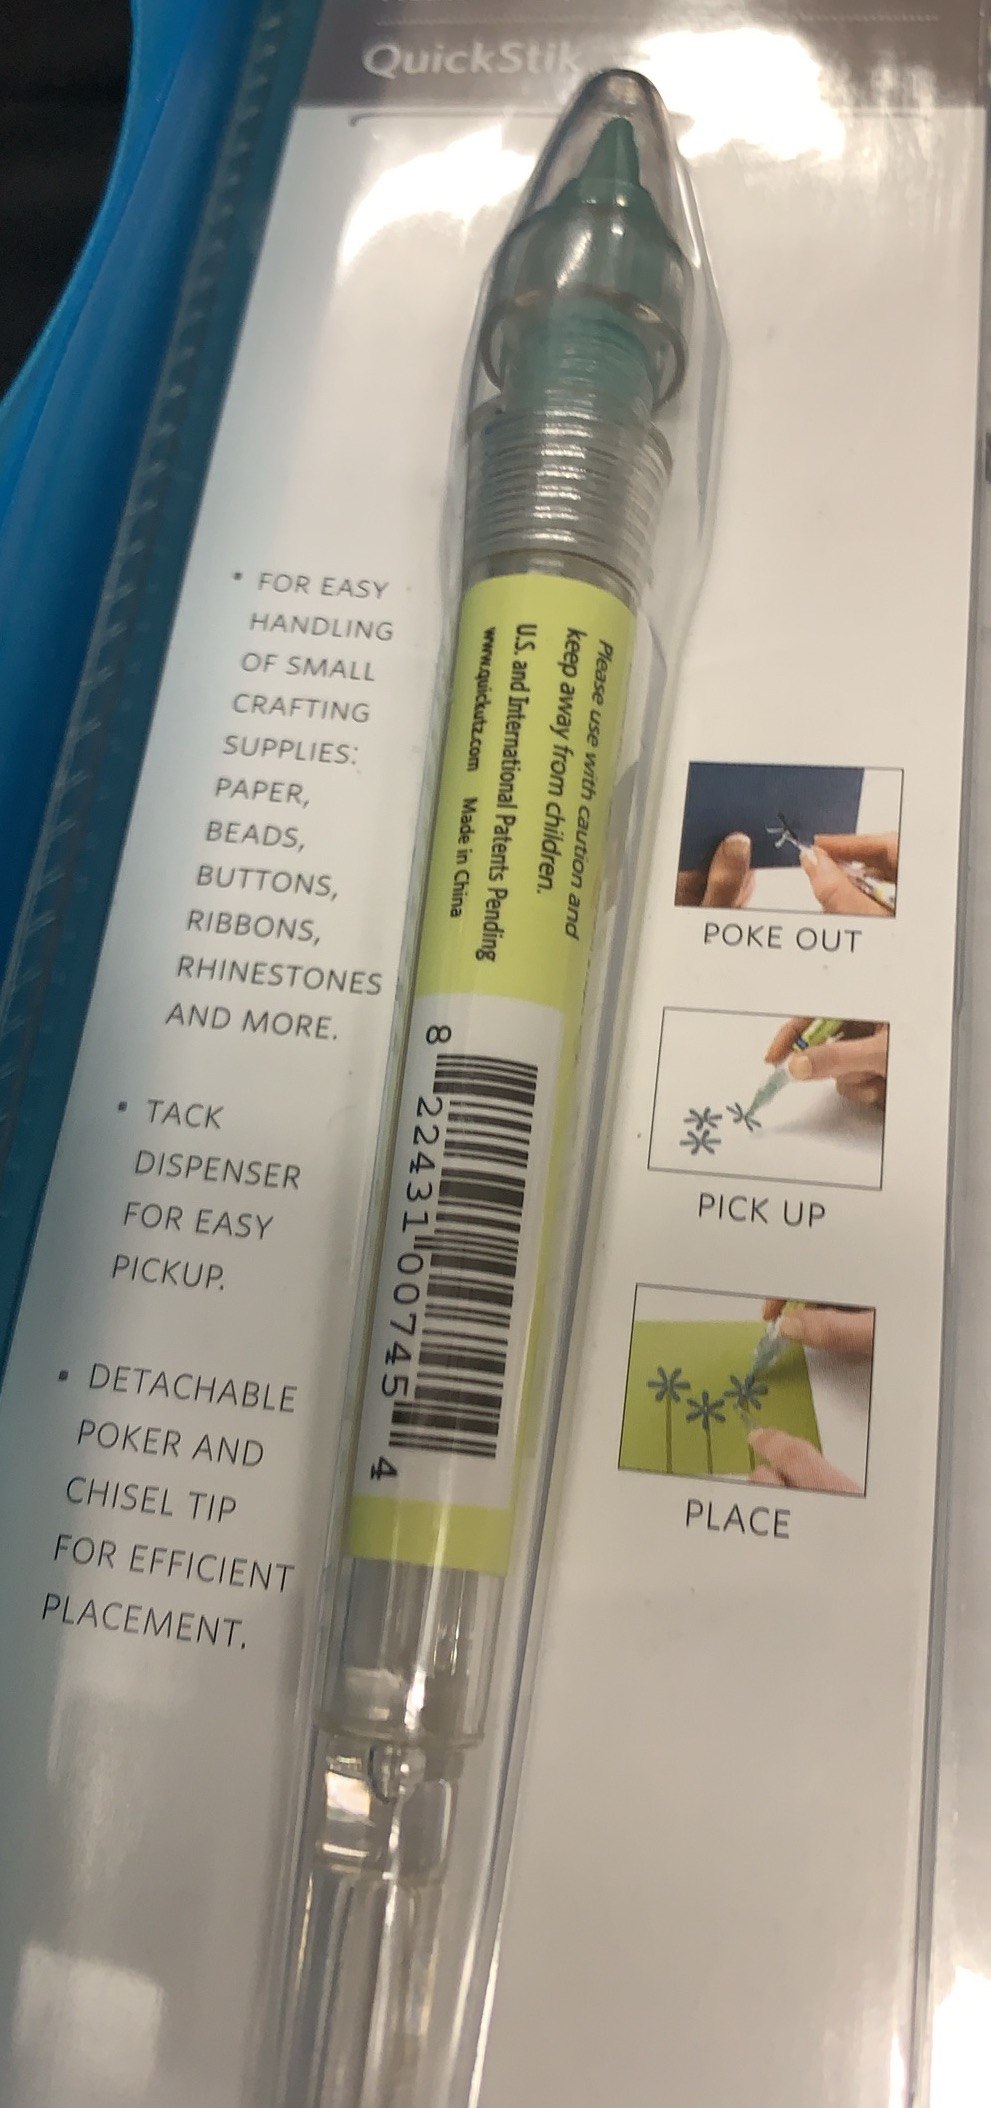 QuickStik
• FOR EASY
HANDLING
OF SMALL
CRAFTING
SUPPLIES:
PAPER,
BEADS,
BUTTONS,
RIBBONS,
RHINESTONES
AND MORE.
• TACK
DISPENSER
FOR EASY
PICKUP.
• DETACHABLE
POKER AND
CHISEL TIP
FOR EFFICIENT
PLACEMENT.
Please use with caution and
keep away from children.
U.S. and International Patents Pending
www.quickutz.com Made in China
8 22431 00745 4
POKE OUT
PICK UP
PLACE